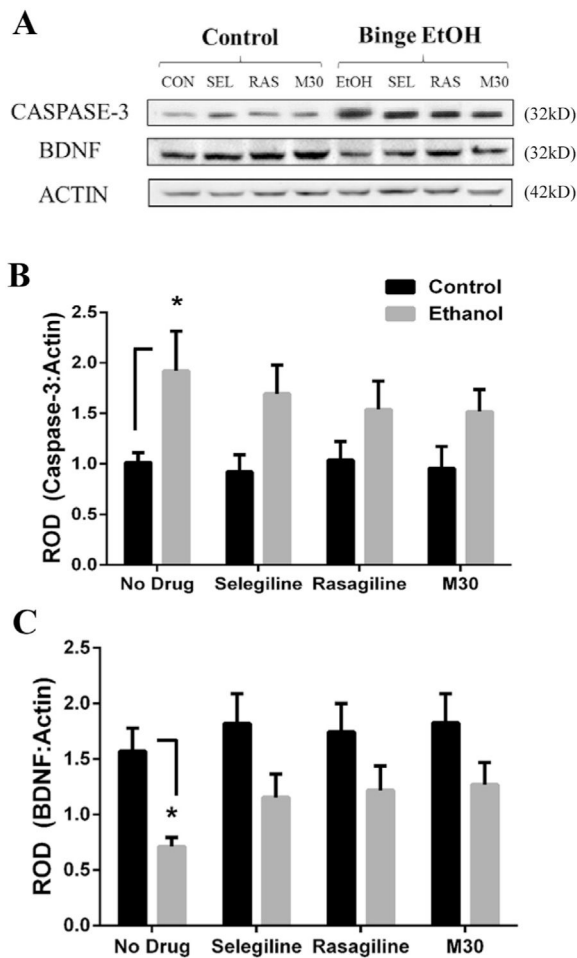 A
Control Binge EtOH
CON SEL RAS M30 EtOH SEL RAS M30
CASPASE-3 (32kD)
BDNF (32kD)
ACTIN (42kD)
B
Control
Ethanol
ROD (Caspase-3:Actin)
2.5
2.0
1.5
1.0
0.5
0.0
*
No Drug Selegiline Rasagiline M30
C
ROD (BDNF:Actin)
2.5
2.0
1.5
1.0
0.5
0.0
*
No Drug Selegiline Rasagiline M30